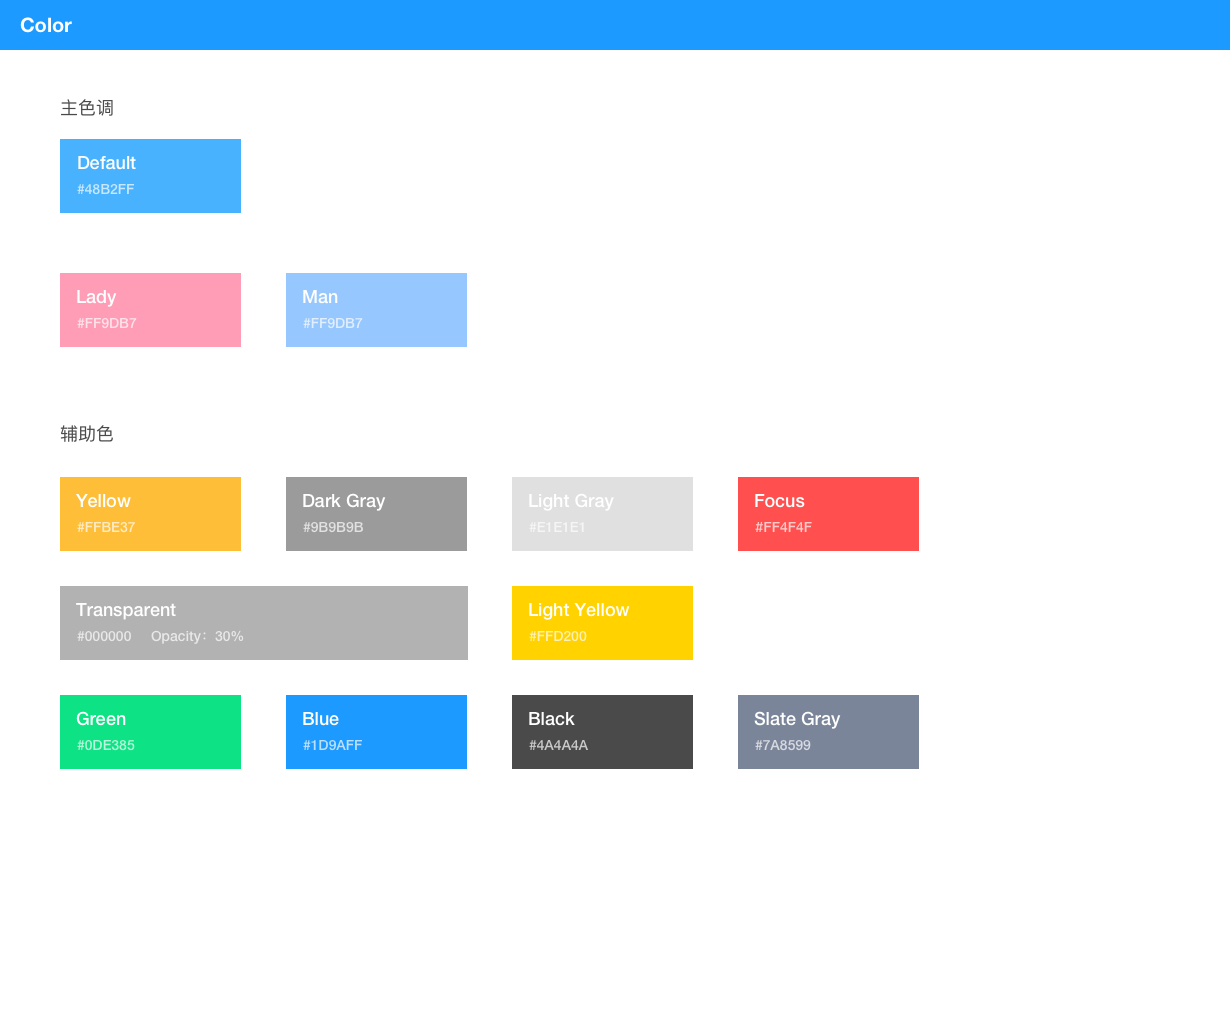 Color
主色调
Default
#48B2FF
Lady
#FF9DB7
Man
#FF9DB7
辅助色
Yellow
#FFBE37
Dark Gray
#9B9B9B
Light Gray
#E1E1E1
Focus
#FF4F4F
Transparent
#000000 Opacity：30%
Light Yellow
#FFD200
Green
#0DE385
Blue
#1D9AFF
Black
#4A4A4A
Slate Gray
#7A8599